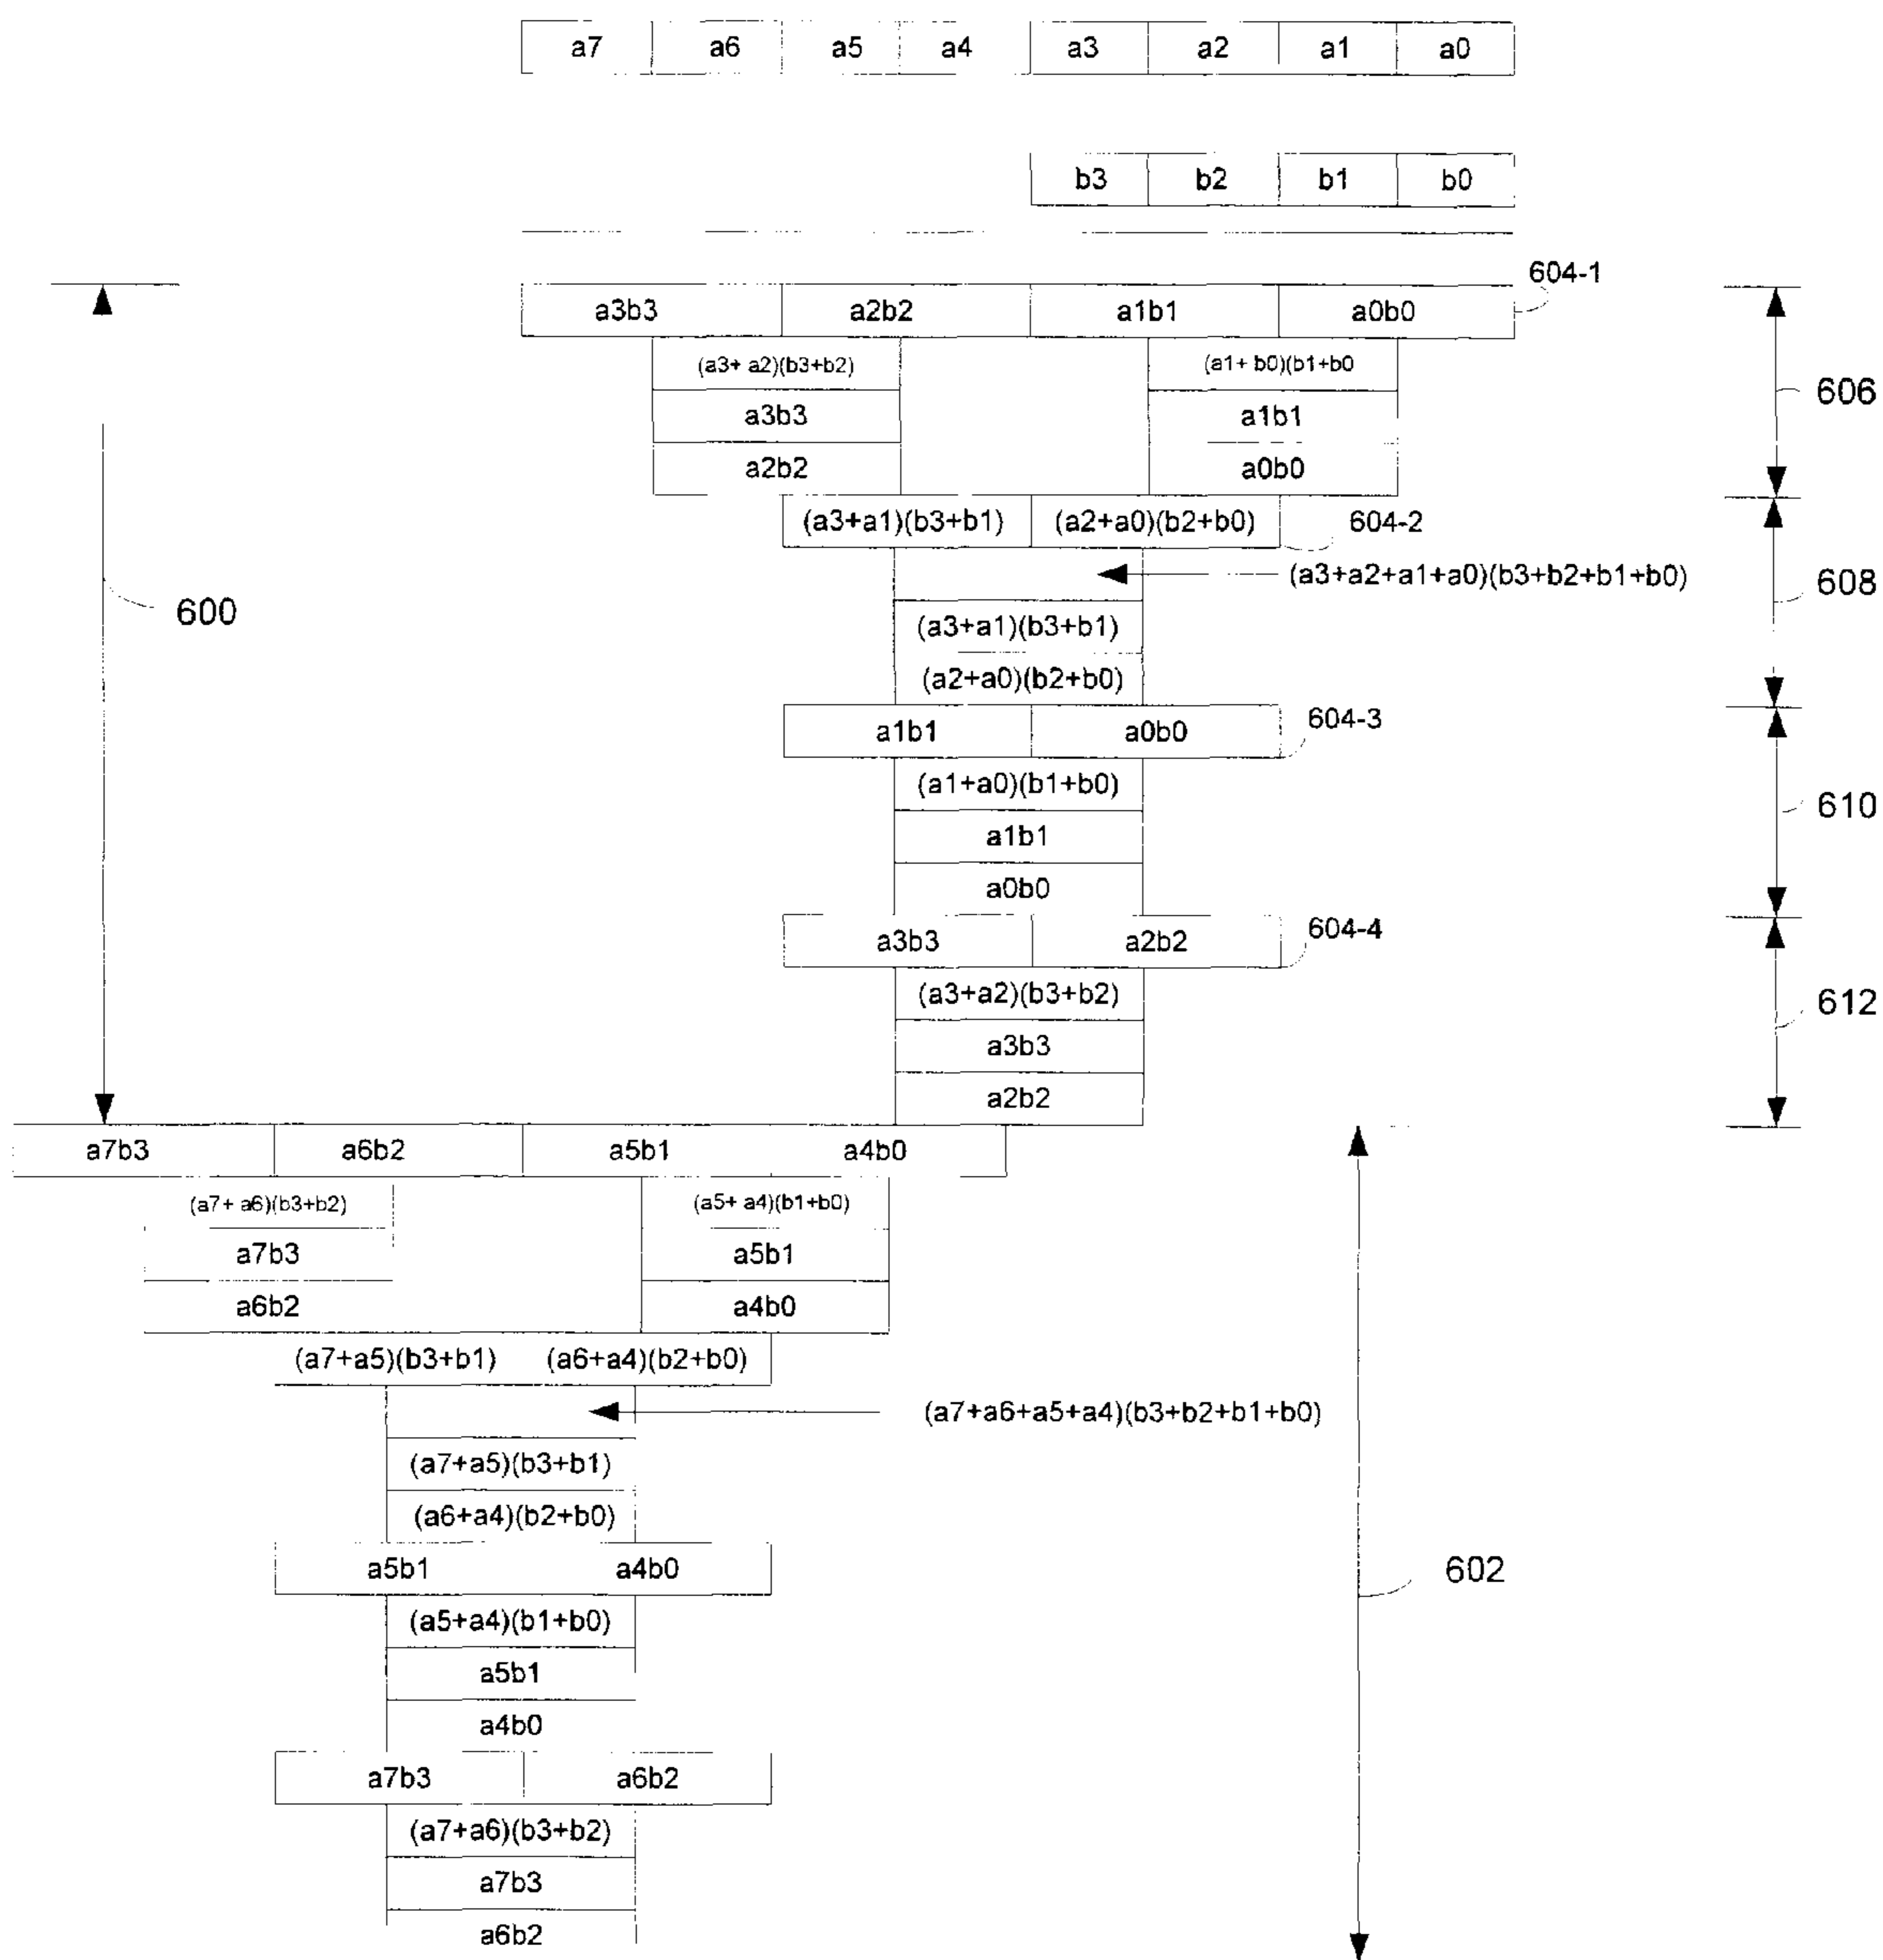 a7 a6 a5 a4 a3 a2 a1 a0
b3 b2 b1 b0
604-1
a3b3 a2b2 a1b1 a0b0
(a3+ a2)(b3+b2) (a1+ b0)(b1+b0
606
a3b3 a1b1
a2b2 a0b0
(a3+a1)(b3+b1) (a2+a0)(b2+b0) 604-2
(a3+a2+a1+a0)(b3+b2+b1+b0) 608
600
(a3+a1)(b3+b1)
(a2+a0)(b2+b0)
a1b1 a0b0 604-3
(a1+a0)(b1+b0)
610
a1b1
a0b0
a3b3 a2b2 604-4
(a3+a2)(b3+b2)
612
a3b3
a2b2
a7b3 a6b2 a5b1 a4b0
(a7+ a6)(b3+b2) (a5+ a4)(b1+b0)
a7b3 a5b1
a6b2 a4b0
(a7+a5)(b3+b1) (a6+a4)(b2+b0)
(a7+a6+a5+a4)(b3+b2+b1+b0)
(a7+a5)(b3+b1)
(a6+a4)(b2+b0)
a5b1 a4b0 602
(a5+a4)(b1+b0)
a5b1
a4b0
a7b3 a6b2
(a7+a6)(b3+b2)
a7b3
a6b2